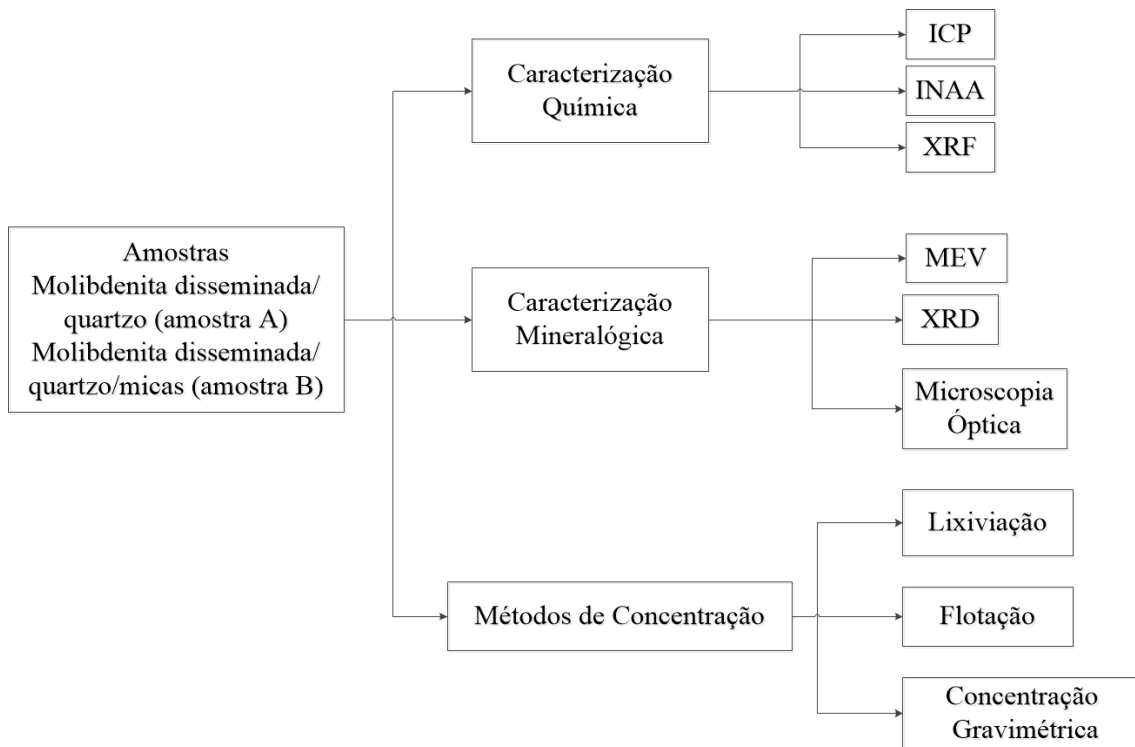 Amostras
Molibdenita disseminada/
quartzo (amostra A)
Molibdenita disseminada/
quartzo/micas (amostra B)
Caracterização
Química
ICP
INAA
XRF
Caracterização
Mineralógica
MEV
XRD
Microscopia
Óptica
Métodos de Concentração
Lixiviação
Flotação
Concentração
Gravimétrica